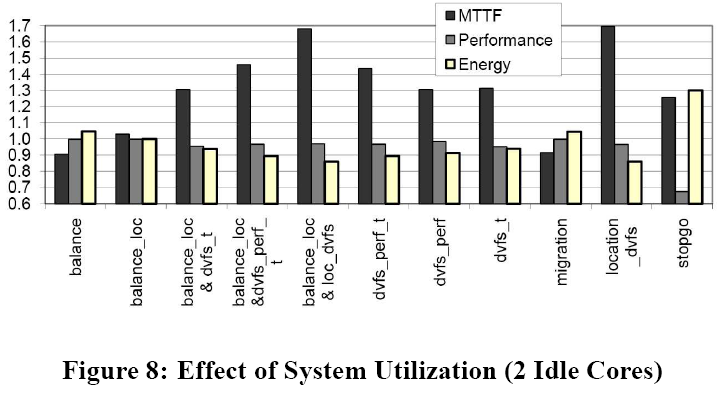 MTTF
Performance
Energy
1.7
1.6
1.5
1.4
1.3
1.2
1.1
1.0
0.9
0.8
0.7
0.6
balance
balance_loc
balance_loc
& dvfs_t
balance_loc
&dvfs_perf_
t
balance_loc
& loc_dvfs
dvfs_perf_t
dvfs_perf
dvfs_t
migration
location
_dvfs
stopgo
Figure 8: Effect of System Utilization (2 Idle Cores)